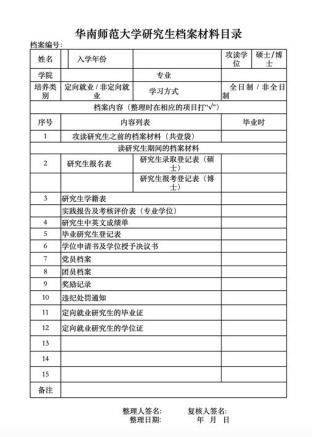 华南师范大学研究生档案材料目录
档案编号:
姓名 入学年份 攻读学位 硕士/博士
学院 专业
培养类别 定向就业/非定向就业 学习方式 全日制/非全日制
档案内容（整理时在相应的项目打"√"）
序号 内容列表 毕业时
1 攻读研究生之前的档案材料（共壹袋）
读研究生期间的档案材料
2 研究生报名表 研究生录取登记表（硕士）
研究生报考登记表（博士）
3 研究生学籍表
实践报告及考核评价表（专业学位）
4 研究生中英文成绩单
5 毕业研究生登记表
6 学位申请书及学位授予决议书
7 党员档案
8 团员档案
9 奖励记录
10 违纪处罚通知
11 定向就业研究生的毕业证
12 定向就业研究生的学位证
13
14
15
备注
整理人签名: 复核人签名:
整理日期: 年 月 日